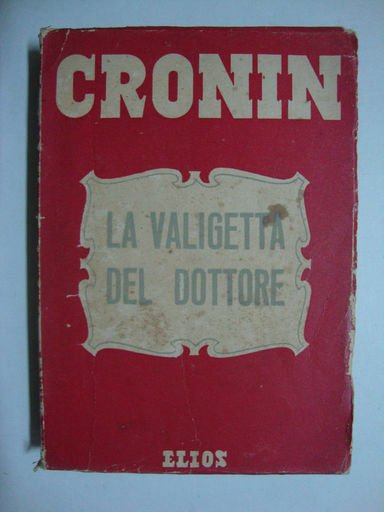 CRONIN
LA VALIGETTA
DEL DOTTORE
ELIOS